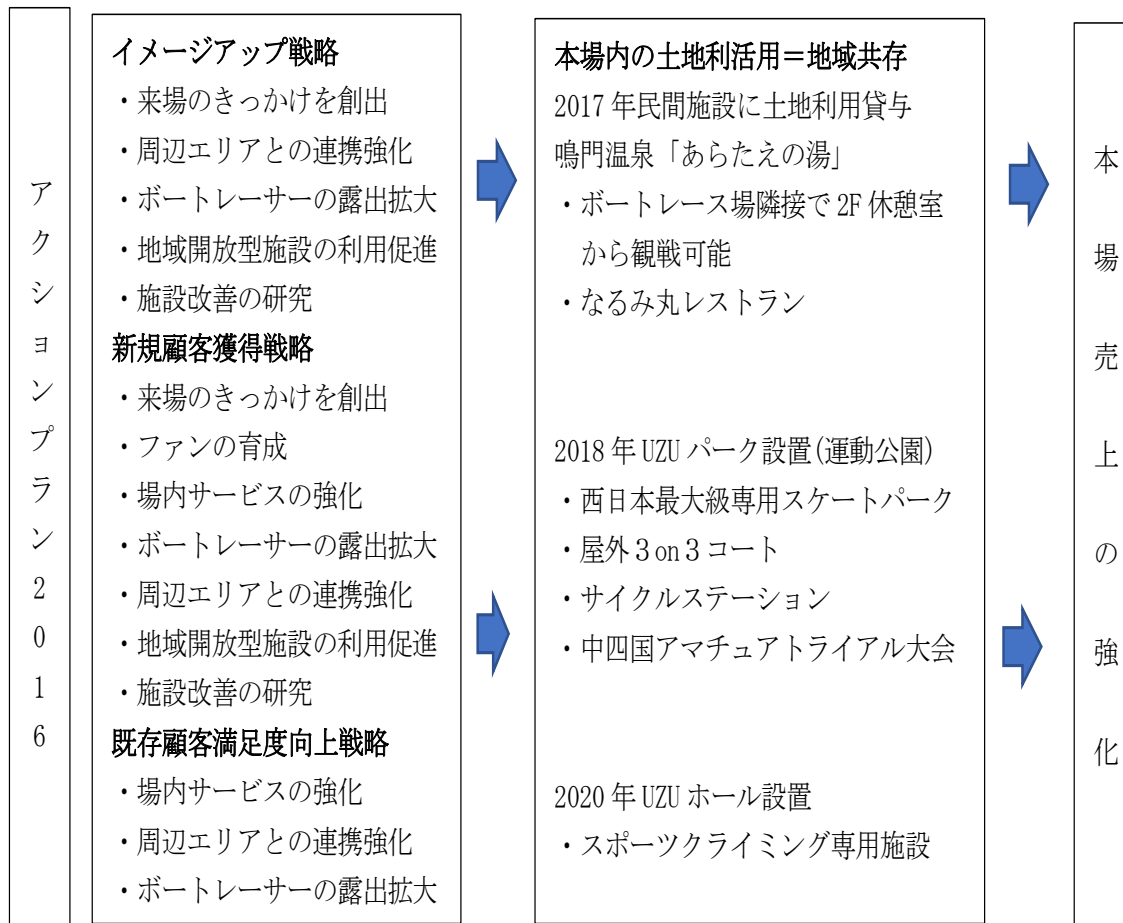 アクションプラン2016
イメージアップ戦略
・来場のきっかけを創出
・周辺エリアとの連携強化
・ボートレーサーの露出拡大
・地域開放型施設の利用促進
・施設改善の研究
新規顧客獲得戦略
・来場のきっかけを創出
・ファンの育成
・場内サービスの強化
・ボートレーサーの露出拡大
・周辺エリアとの連携強化
・地域開放型施設の利用促進
・施設改善の研究
既存顧客満足度向上戦略
・場内サービスの強化
・周辺エリアとの連携強化
・ボートレーサーの露出拡大
本場内の土地利活用＝地域共存
2017年民間施設に土地利用貸与
鳴門温泉「あらたえの湯」
・ボートレース場隣接で2F休憩室
から観戦可能
・なるみ丸レストラン
2018年UZUパーク設置(運動公園)
・西日本最大級専用スケートパーク
・屋外３on３コート
・サイクルステーション
・中四国アマチュアトライアル大会
2020年UZUホール設置
・スポーツクライミング専用施設
本場売上の強化